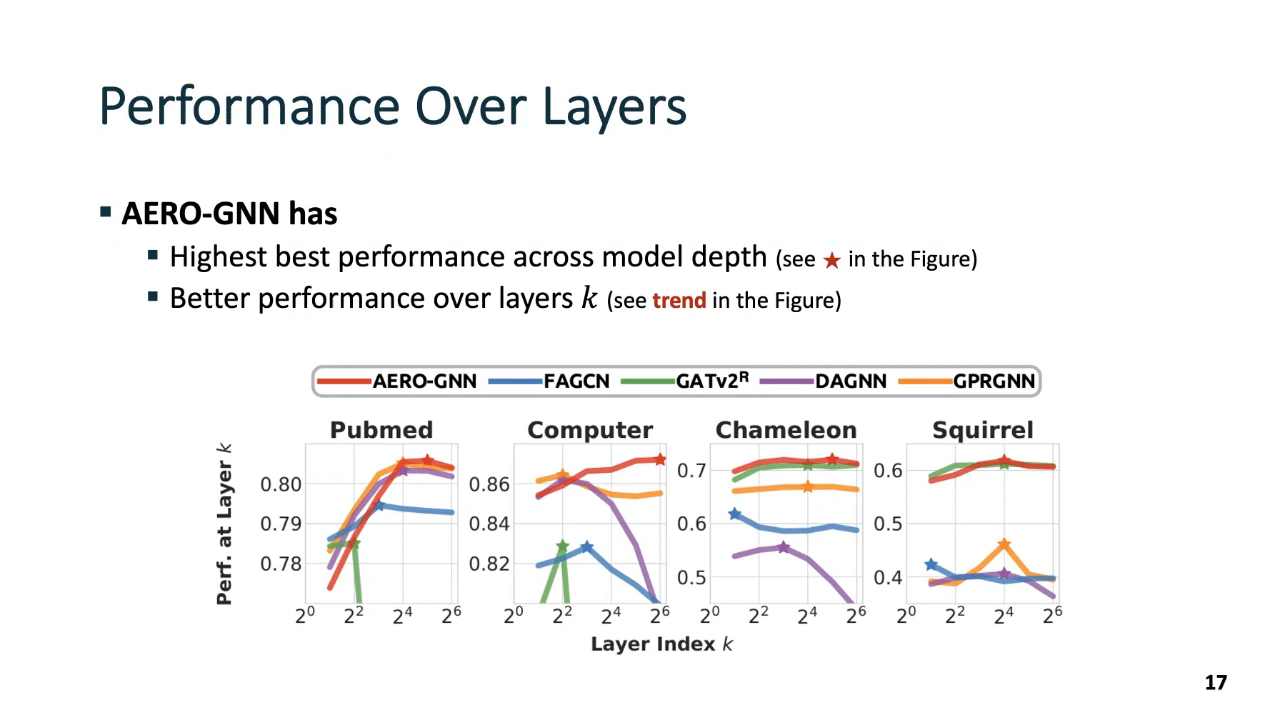 Performance Over Layers
▪ AERO-GNN has
▪ Highest best performance across model depth (see ★ in the Figure)
▪ Better performance over layers k (see trend in the Figure)
AERO-GNN FAGCN GATv2ᴿ DAGNN GPRGNN
Pubmed Computer Chameleon Squirrel
Perf. at Layer k
0.80 0.79 0.78
0.86 0.84 0.82
0.7 0.6 0.5
0.6 0.5 0.4
2⁰ 2² 2⁴ 2⁶ 2⁰ 2² 2⁴ 2⁶ 2⁰ 2² 2⁴ 2⁶ 2⁰ 2² 2⁴ 2⁶
Layer Index k
17